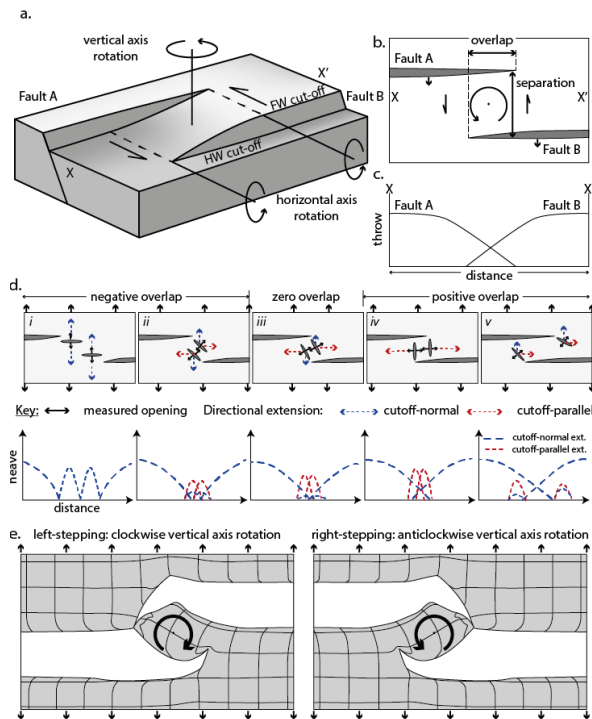 a.
vertical axis
rotation
Fault A
X'
FW cut-off
Fault B
HW cut-off
X
horizontal axis
rotation
b.
overlap
Fault A
separation
X
X'
Fault B
c.
X
X
Fault A
Fault B
throw
distance
d.
negative overlap
zero overlap
positive overlap
i
ii
iii
iv
v
Key:
measured opening
Directional extension:
cutoff-normal
cutoff-parallel
neave
distance
cutoff-normal ext.
cutoff-parallel ext.
e.
left-stepping: clockwise vertical axis rotation
right-stepping: anticlockwise vertical axis rotation